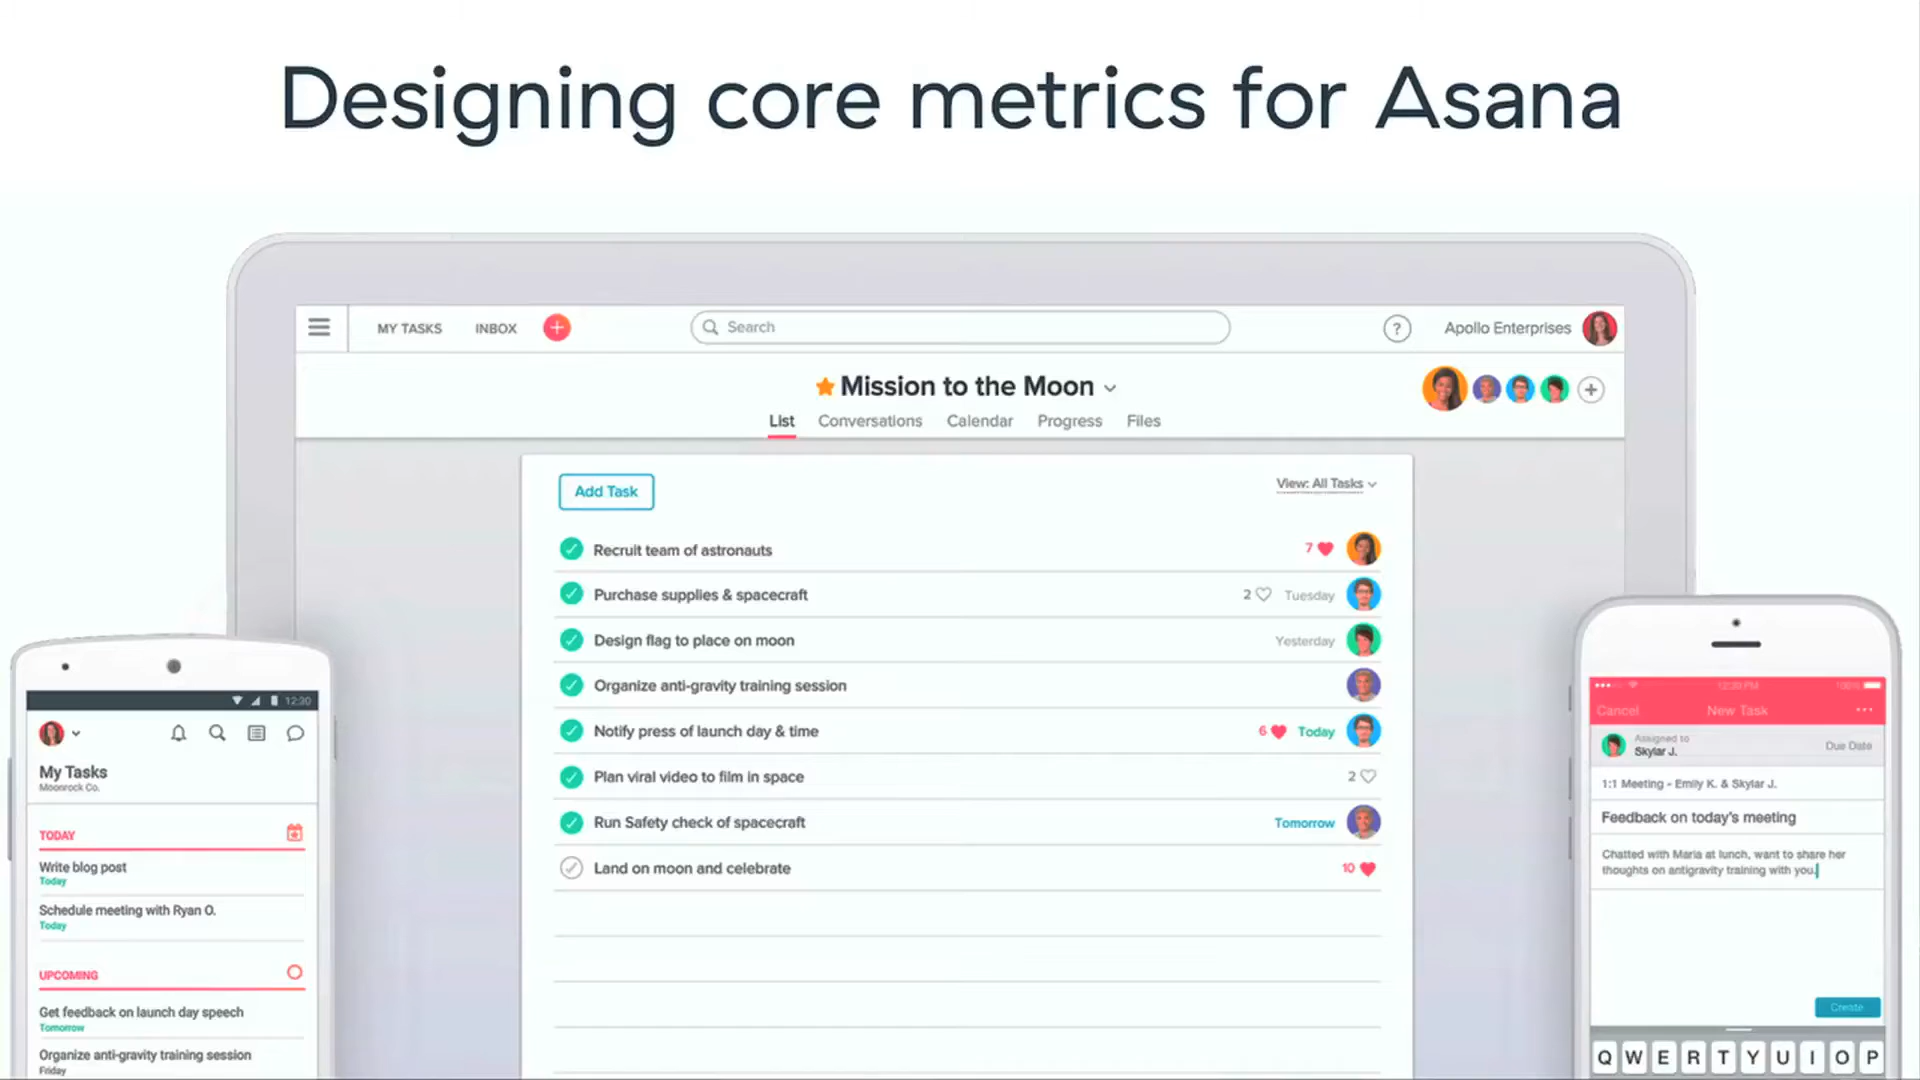 Designing core metrics for Asana
MY TASKS INBOX
Search
? Apollo Enterprises
Mission to the Moon
List Conversations Calendar Progress Files
Add Task
View: All Tasks
Recruit team of astronauts 7
Purchase supplies & spacecraft 2 Tuesday
Design flag to place on moon Yesterday
Organize anti-gravity training session
Notify press of launch day & time 6 Today
Plan viral video to film in space 2
Run Safety check of spacecraft Tomorrow
Land on moon and celebrate 10
12:30
My Tasks
Moonrock Co.
TODAY
Write blog post
Today
Schedule meeting with Ryan O.
Today
UPCOMING
Get feedback on launch day speech
Tomorrow
Organize anti-gravity training session
Friday
100%
Cancel New Task
Assigned to
Skylar J.
Due Date
1:1 Meeting - Emily K. & Skylar J.
Feedback on today's meeting
Chatted with Maria at lunch, want to share her
thoughts on antigravity training with you.
Create
Q W E R T Y U I O P